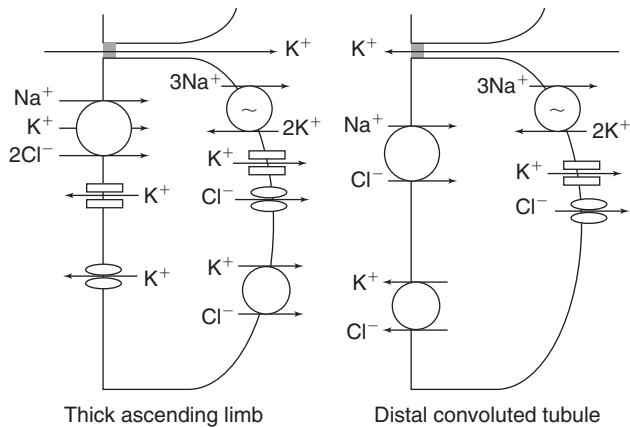 K⁺
3Na⁺
Na⁺
K⁺
2Cl⁻
2K⁺
K⁺
K⁺
Cl⁻
K⁺
K⁺
Cl⁻
Thick ascending limb
K⁺
3Na⁺
Na⁺
2K⁺
K⁺
Cl⁻
Cl⁻
K⁺
Cl⁻
Distal convoluted tubule